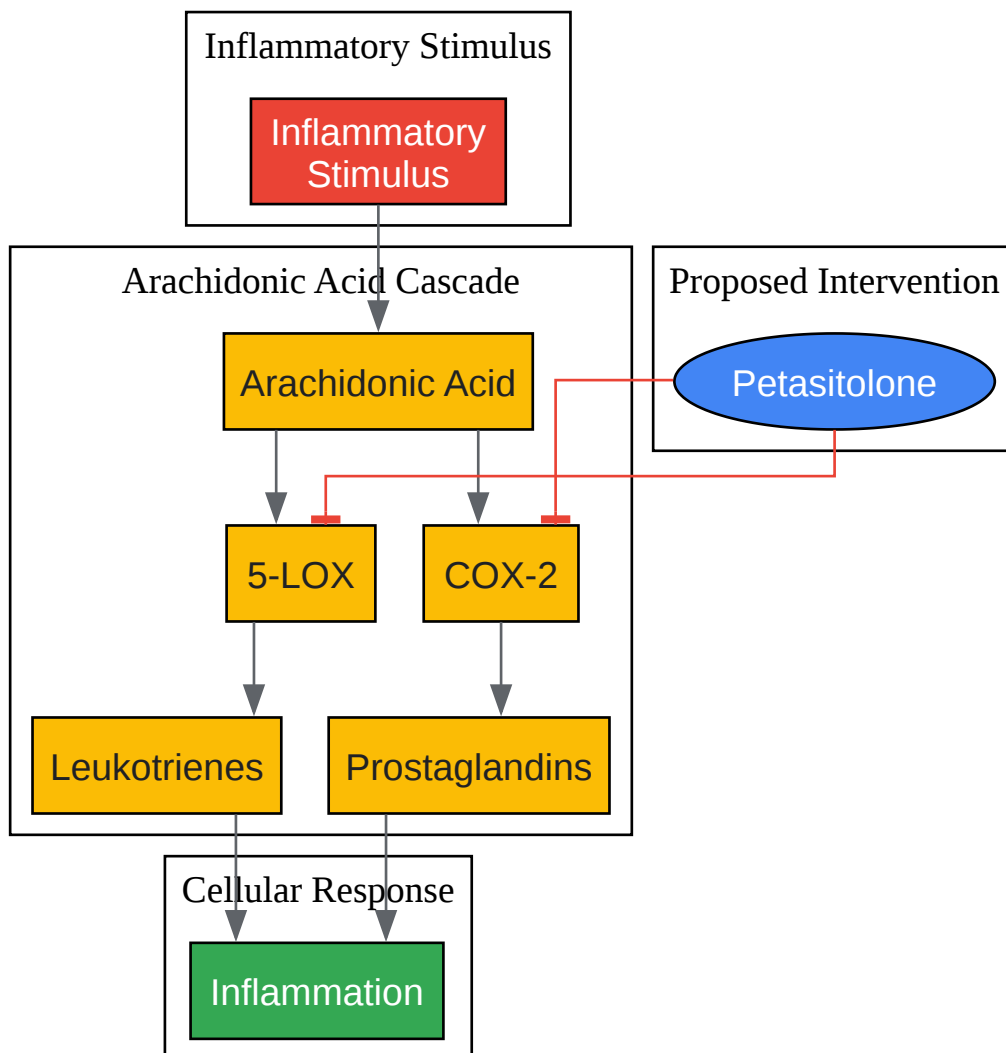 Inflammatory Stimulus
Inflammatory
Stimulus
Arachidonic Acid Cascade
Proposed Intervention
Arachidonic Acid
Petasitolone
5-LOX
COX-2
Leukotrienes
Prostaglandins
Cellular Response
Inflammation